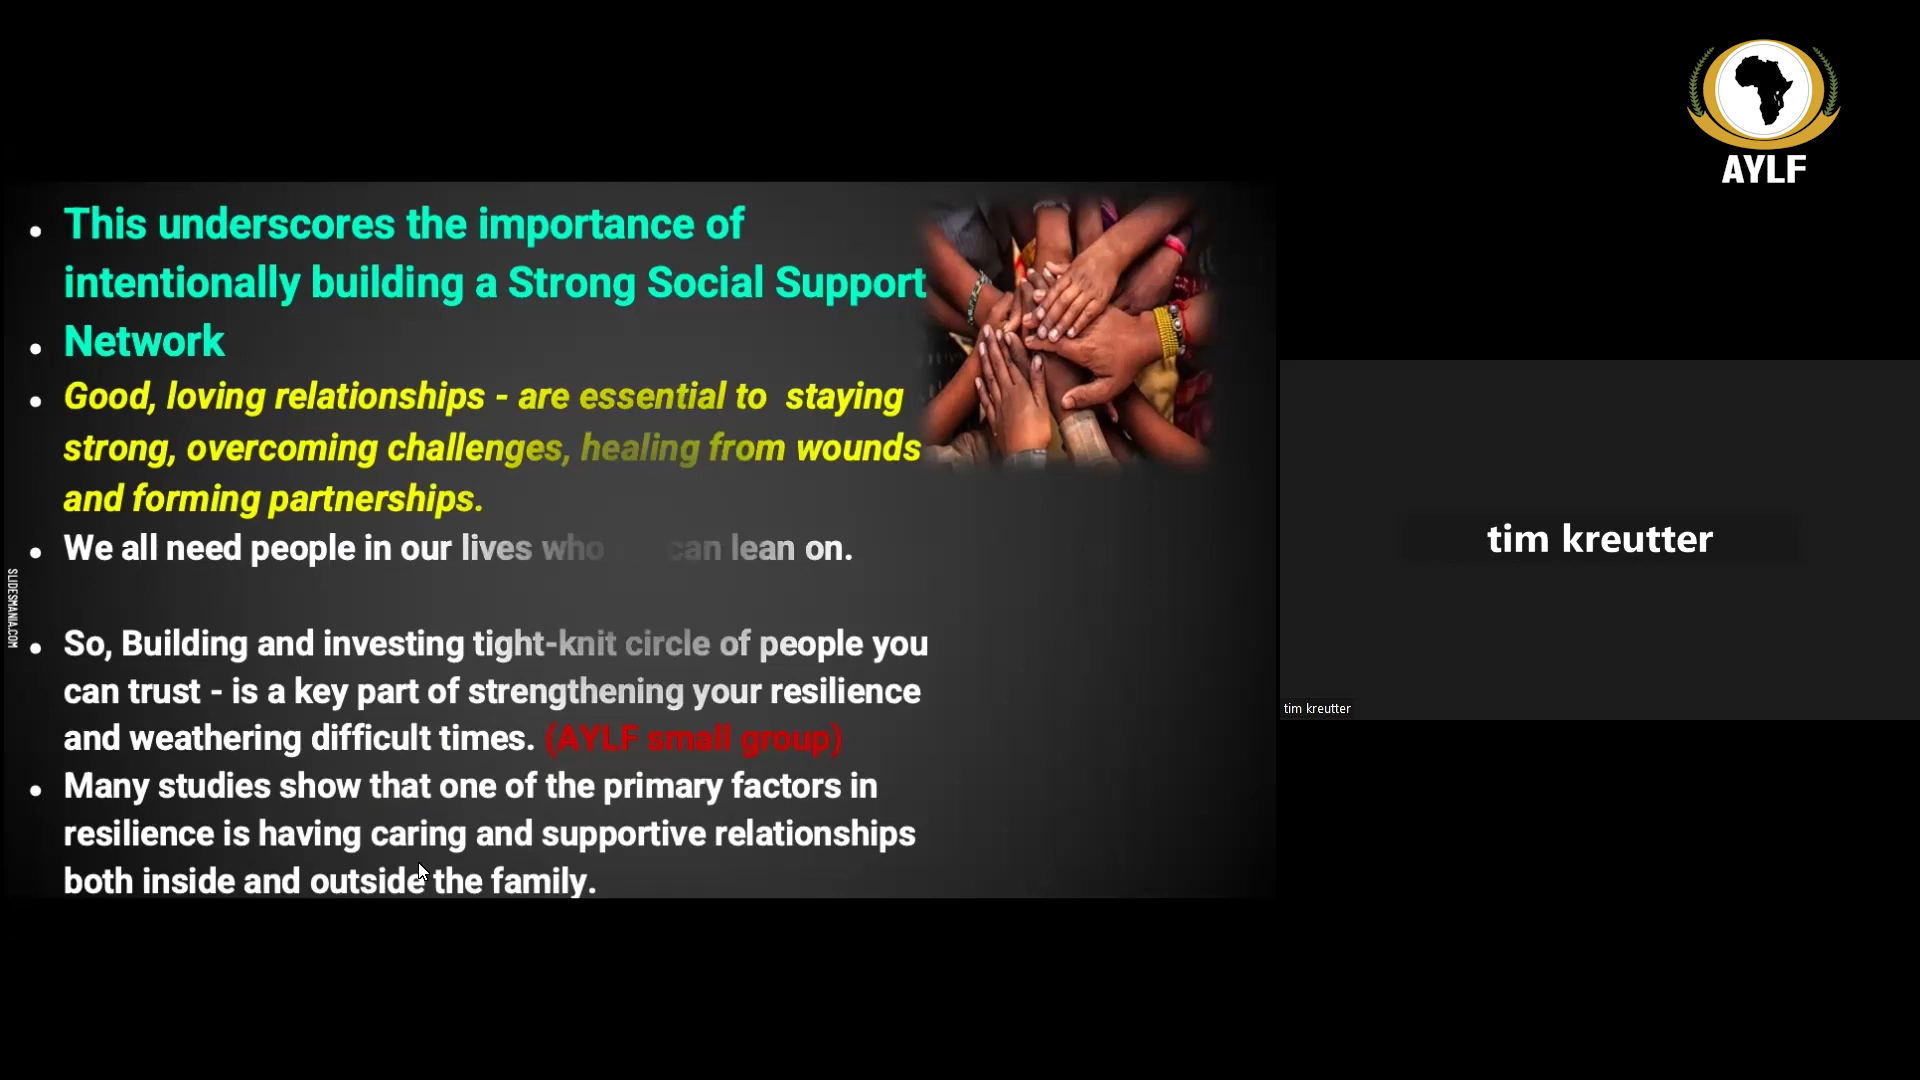 AYLF
• This underscores the importance of
intentionally building a Strong Social Support
• Network
• Good, loving relationships - are essential to staying
strong, overcoming challenges, healing from wounds
and forming partnerships.
• We all need people in our lives who can lean on.
• So, Building and investing tight-knit circle of people you
can trust - is a key part of strengthening your resilience
and weathering difficult times. (AYLF small group)
• Many studies show that one of the primary factors in
resilience is having caring and supportive relationships
both inside and outside the family.
SLIDESMANIA.COM
tim kreutter
tim kreutter